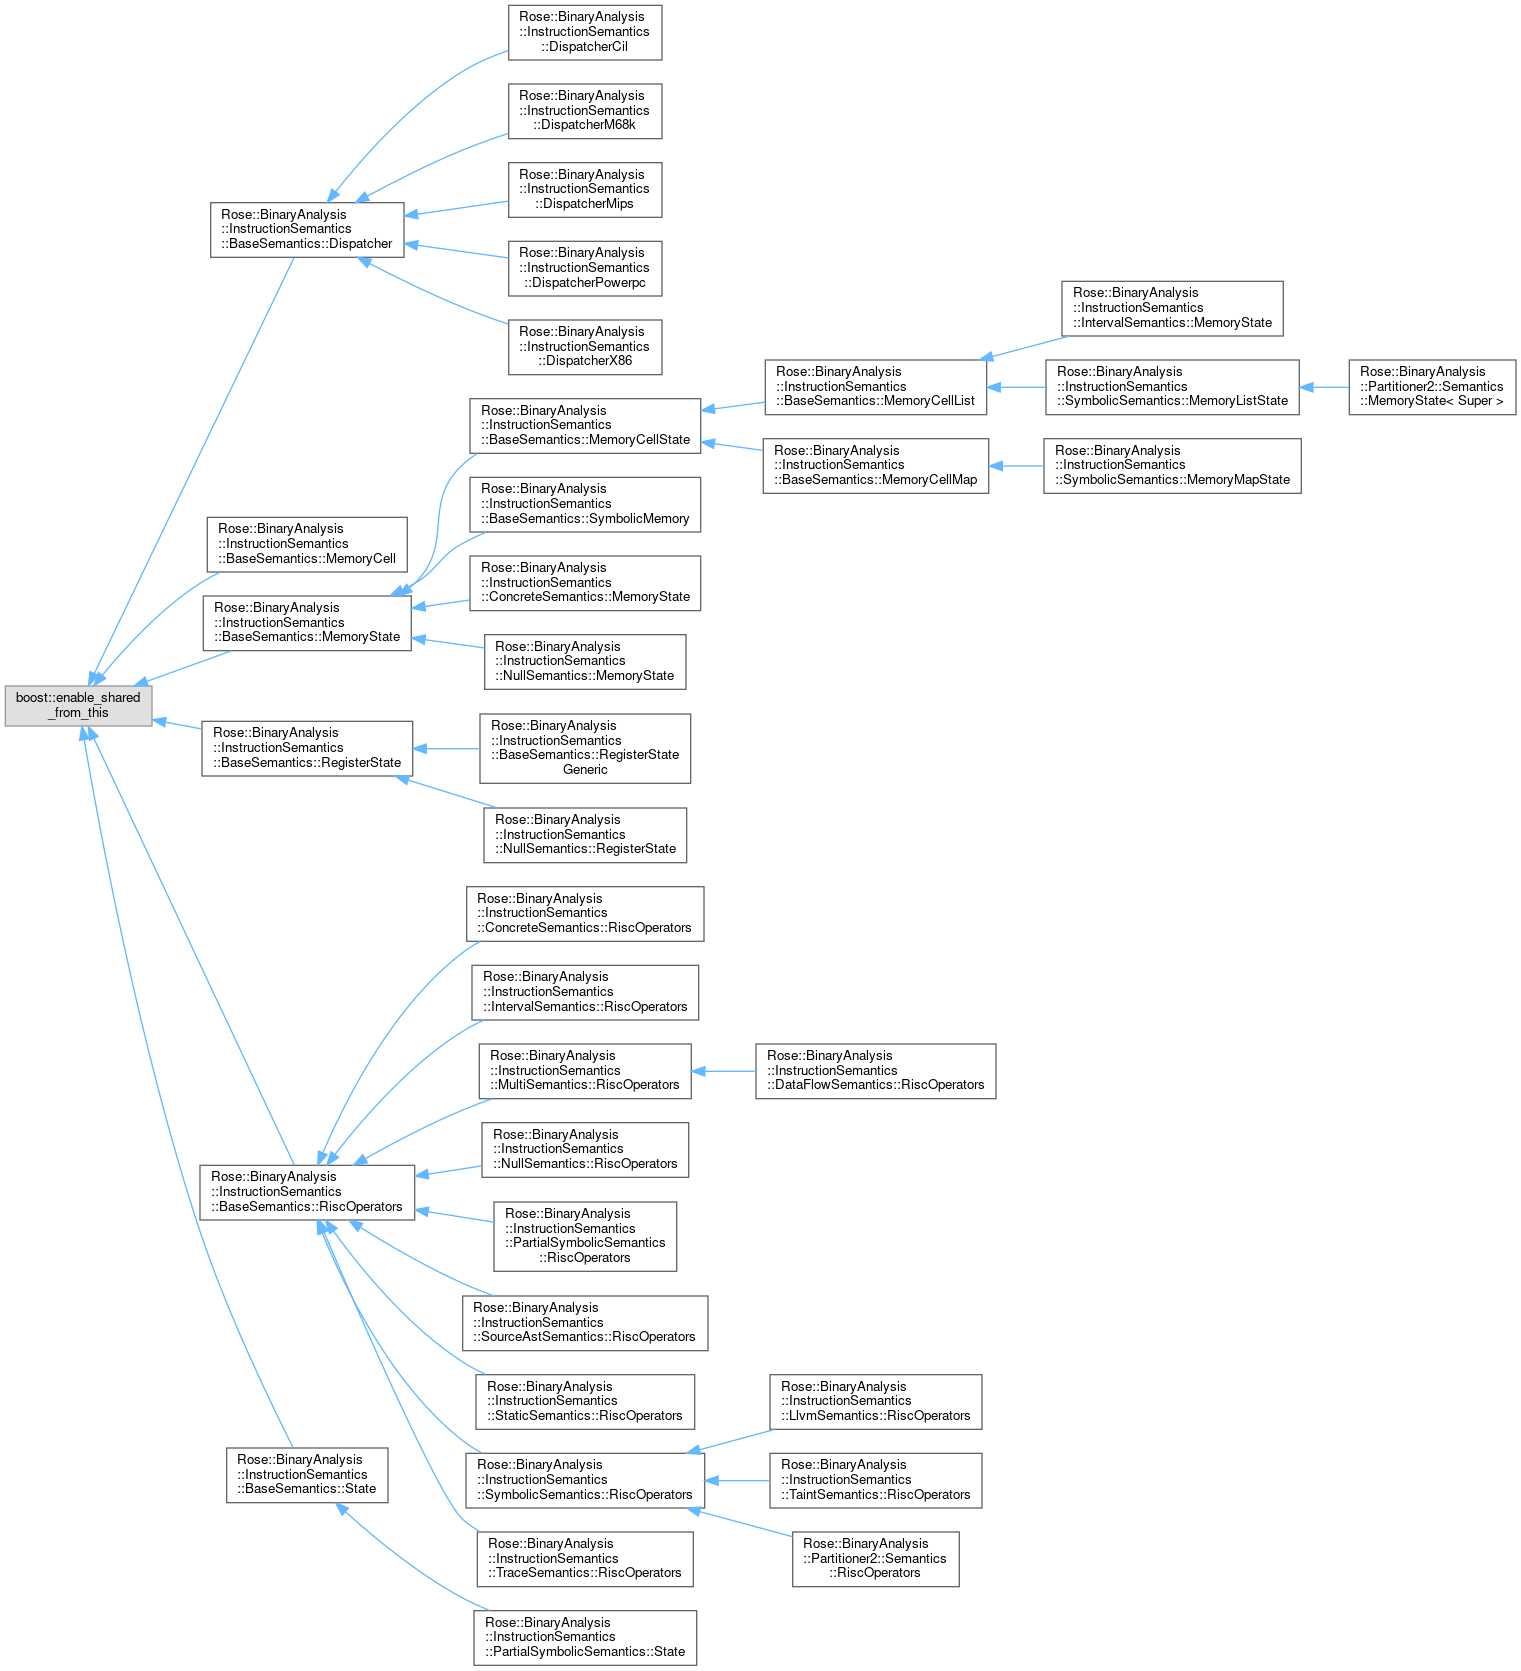 Rose::BinaryAnalysis
::InstructionSemantics
::DispatcherCil
Rose::BinaryAnalysis
::InstructionSemantics
::DispatcherM68k
Rose::BinaryAnalysis
::InstructionSemantics
::DispatcherMips
Rose::BinaryAnalysis
::InstructionSemantics
::BaseSemantics::Dispatcher
Rose::BinaryAnalysis
::InstructionSemantics
::DispatcherPowerpc
Rose::BinaryAnalysis
::InstructionSemantics
::DispatcherX86
Rose::BinaryAnalysis
::InstructionSemantics
::IntervalSemantics::MemoryState
Rose::BinaryAnalysis
::InstructionSemantics
::BaseSemantics::MemoryCellList
Rose::BinaryAnalysis
::InstructionSemantics
::SymbolicSemantics::MemoryListState
Rose::BinaryAnalysis
::Partitioner2::Semantics
::MemoryState< Super >
Rose::BinaryAnalysis
::InstructionSemantics
::BaseSemantics::MemoryCellState
Rose::BinaryAnalysis
::InstructionSemantics
::BaseSemantics::MemoryCellMap
Rose::BinaryAnalysis
::InstructionSemantics
::SymbolicSemantics::MemoryMapState
Rose::BinaryAnalysis
::InstructionSemantics
::BaseSemantics::SymbolicMemory
Rose::BinaryAnalysis
::InstructionSemantics
::BaseSemantics::MemoryCell
Rose::BinaryAnalysis
::InstructionSemantics
::ConcreteSemantics::MemoryState
Rose::BinaryAnalysis
::InstructionSemantics
::BaseSemantics::MemoryState
Rose::BinaryAnalysis
::InstructionSemantics
::NullSemantics::MemoryState
boost::enable_shared
_from_this
Rose::BinaryAnalysis
::InstructionSemantics
::BaseSemantics::RegisterState
Rose::BinaryAnalysis
::InstructionSemantics
::BaseSemantics::RegisterState
Generic
Rose::BinaryAnalysis
::InstructionSemantics
::NullSemantics::RegisterState
Rose::BinaryAnalysis
::InstructionSemantics
::ConcreteSemantics::RiscOperators
Rose::BinaryAnalysis
::InstructionSemantics
::IntervalSemantics::RiscOperators
Rose::BinaryAnalysis
::InstructionSemantics
::MultiSemantics::RiscOperators
Rose::BinaryAnalysis
::InstructionSemantics
::DataFlowSemantics::RiscOperators
Rose::BinaryAnalysis
::InstructionSemantics
::NullSemantics::RiscOperators
Rose::BinaryAnalysis
::InstructionSemantics
::BaseSemantics::RiscOperators
Rose::BinaryAnalysis
::InstructionSemantics
::PartialSymbolicSemantics
::RiscOperators
Rose::BinaryAnalysis
::InstructionSemantics
::SourceAstSemantics::RiscOperators
Rose::BinaryAnalysis
::InstructionSemantics
::StaticSemantics::RiscOperators
Rose::BinaryAnalysis
::InstructionSemantics
::LlvmSemantics::RiscOperators
Rose::BinaryAnalysis
::InstructionSemantics
::BaseSemantics::State
Rose::BinaryAnalysis
::InstructionSemantics
::SymbolicSemantics::RiscOperators
Rose::BinaryAnalysis
::InstructionSemantics
::TaintSemantics::RiscOperators
Rose::BinaryAnalysis
::InstructionSemantics
::TraceSemantics::RiscOperators
Rose::BinaryAnalysis
::Partitioner2::Semantics
::RiscOperators
Rose::BinaryAnalysis
::InstructionSemantics
::PartialSymbolicSemantics::State